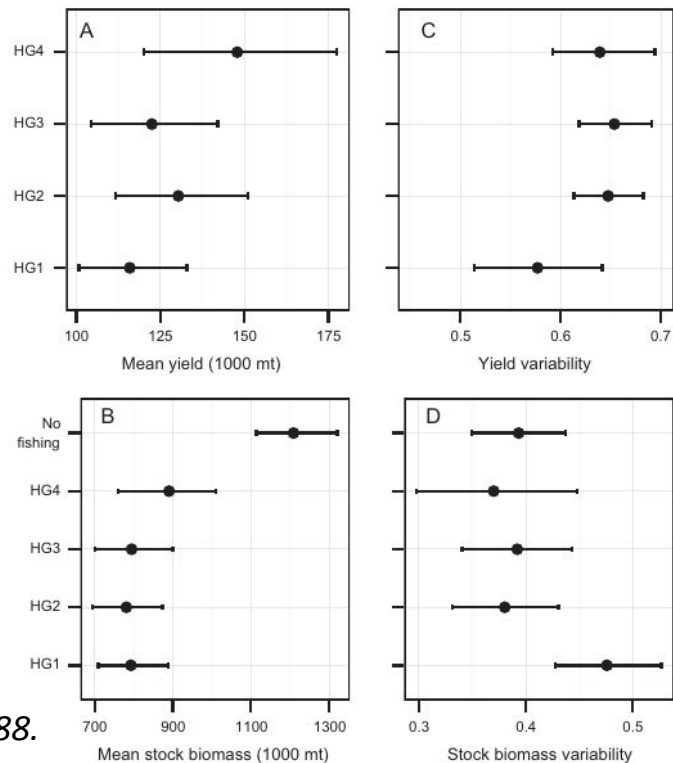 A
HG4
HG3
HG2
HG1
100 125 150 175
Mean yield (1000 mt)
C
0.5 0.6 0.7
Yield variability
B
No
fishing
HG4
HG3
HG2
HG1
700 900 1100 1300
Mean stock biomass (1000 mt)
D
0.3 0.4 0.5
Stock biomass variability
88.